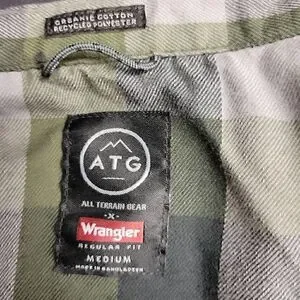 ORGANIC COTTON
RECYCLED POLYESTER
ATG
ALL TERRAIN GEAR
-X-
Wrangler
REGULAR FIT
MEDIUM
MADE IN BANGLADESH